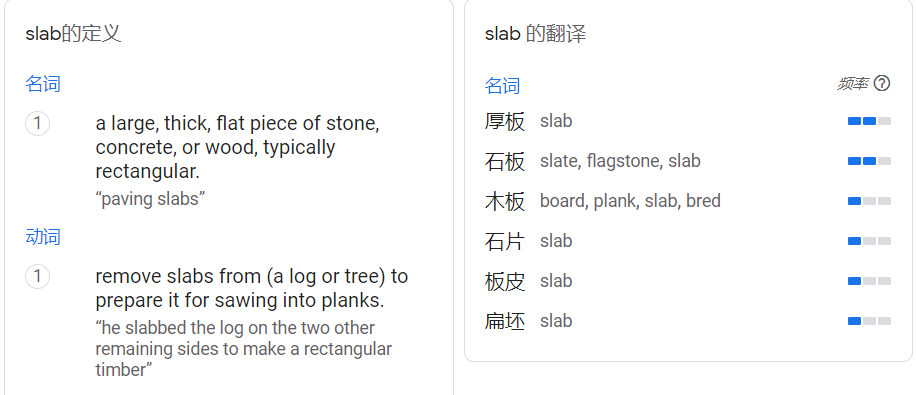 slab的定义
名词
1
a large, thick, flat piece of stone,
concrete, or wood, typically
rectangular.
“paving slabs”
动词
1
remove slabs from (a log or tree) to
prepare it for sawing into planks.
“he slabbed the log on the two other
remaining sides to make a rectangular
timber”
slab 的翻译
名词 频率 ?
厚板 slab
石板 slate, flagstone, slab
木板 board, plank, slab, bred
石片 slab
板皮 slab
扁坯 slab